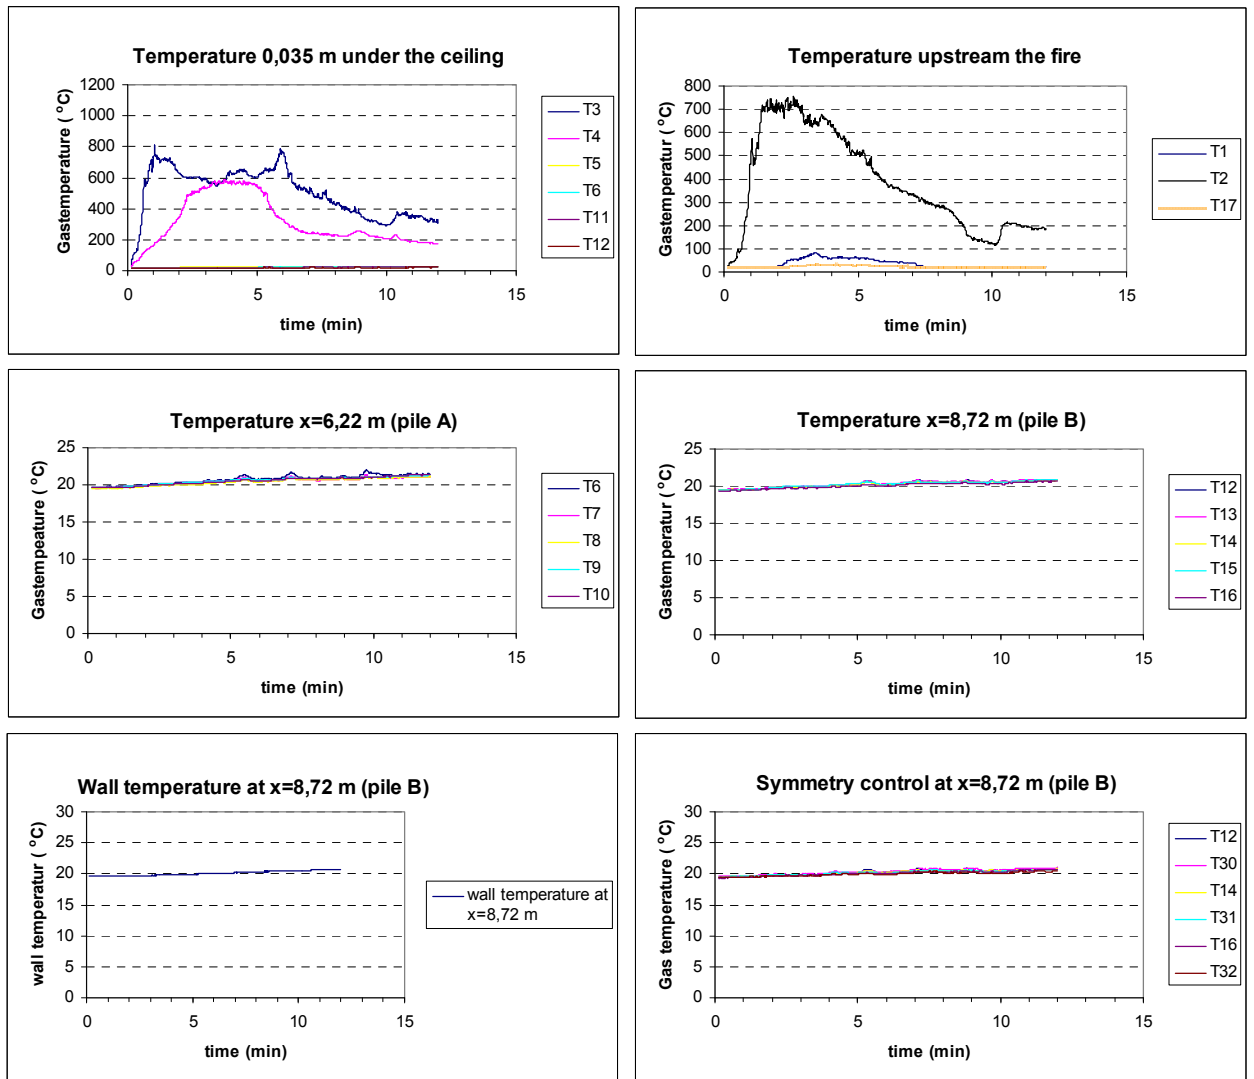 Temperature 0,035 m under the ceiling
Gastemperature ( °C)
1200
1000
800
600
400
200
0
0 5 10 15
time (min)
T3
T4
T5
T6
T11
T12
Temperature upstream the fire
Gastemperatur ( °C)
800
700
600
500
400
300
200
100
0
0 5 10 15
time (min)
T1
T2
T17
Temperature x=6,22 m (pile A)
Gastempeature ( °C)
25
20
15
10
5
0
0 5 10 15
time (min)
T6
T7
T8
T9
T10
Temperature x=8,72 m (pile B)
Gastemperatur ( °C)
25
20
15
10
5
0
0 5 10 15
time (min)
T12
T13
T14
T15
T16
Wall temperature at x=8,72 m (pile B)
wall temperatur ( °C)
30
25
20
15
10
5
0
0 5 10 15
time (min)
wall temperature at
x=8,72 m
Symmetry control at x=8,72 m (pile B)
Gas temperatur ( °C)
30
25
20
15
10
5
0
0 5 10 15
time (min)
T12
T30
T14
T31
T16
T32